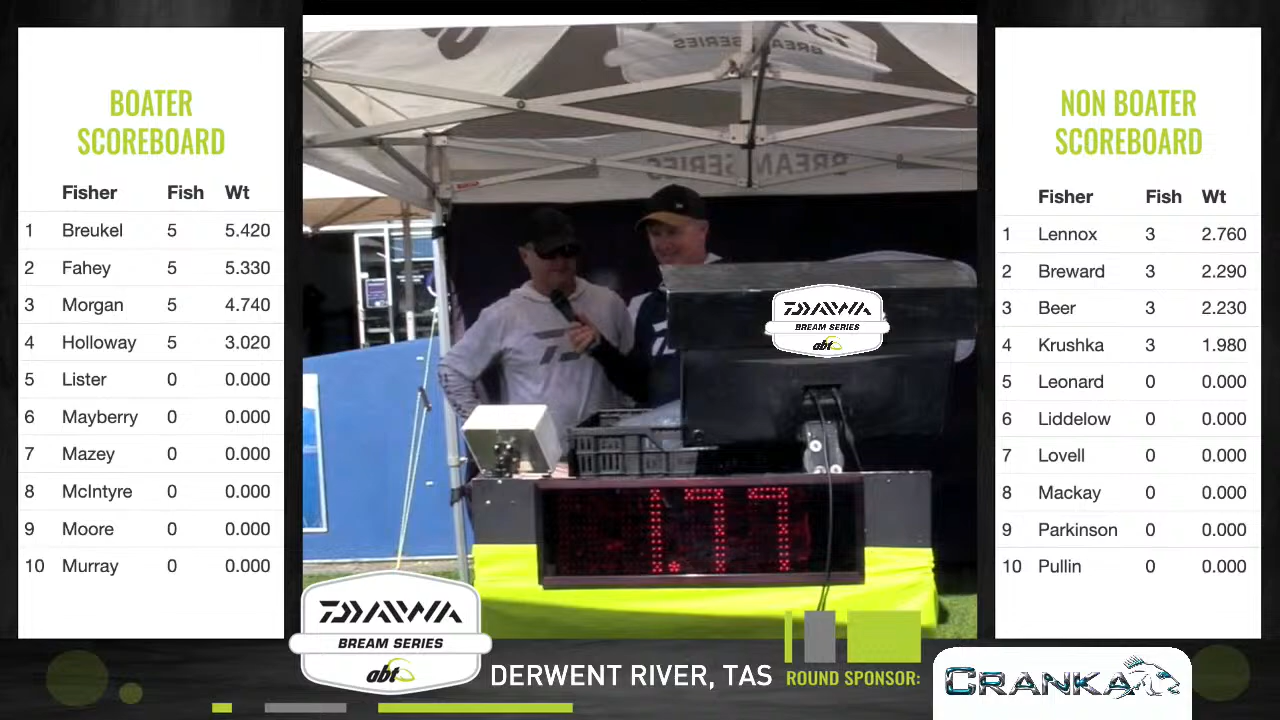 BOATER
SCOREBOARD
Fisher Fish Wt
1 Breukel 5 5.420
2 Fahey 5 5.330
3 Morgan 5 4.740
4 Holloway 5 3.020
5 Lister 0 0.000
6 Mayberry 0 0.000
7 Mazey 0 0.000
8 McIntyre 0 0.000
9 Moore 0 0.000
10 Murray 0 0.000
BREAM SERIES
BREAM SERIES
DAIWA
BREAM SERIES
abt
1.77
DAIWA
BREAM SERIES
abt
DERWENT RIVER, TAS
ROUND SPONSOR:
CRANKA
NON BOATER
SCOREBOARD
Fisher Fish Wt
1 Lennox 3 2.760
2 Breward 3 2.290
3 Beer 3 2.230
4 Krushka 3 1.980
5 Leonard 0 0.000
6 Liddelow 0 0.000
7 Lovell 0 0.000
8 Mackay 0 0.000
9 Parkinson 0 0.000
10 Pullin 0 0.000